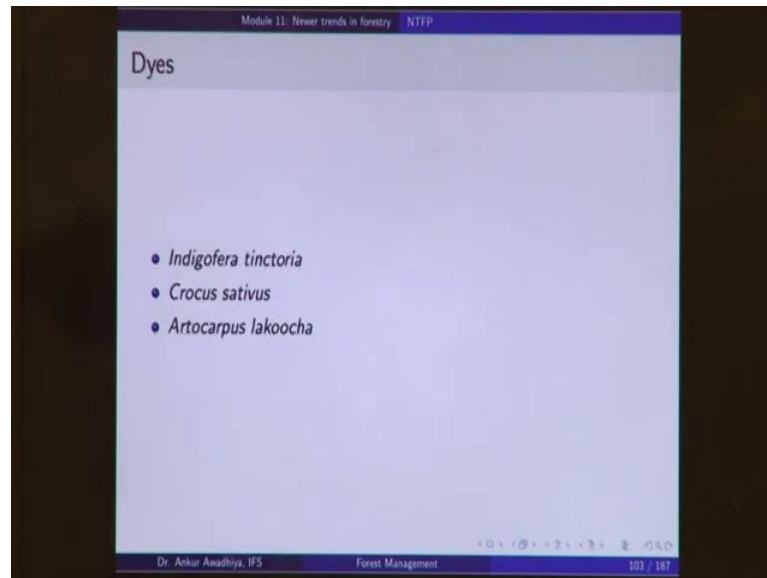 Module 11: Newer trends in forestry NTFP
Dyes
Indigofera tinctoria
Crocus sativus
Artocarpus lakoocha
Dr. Ankur Awadhiya, IFS Forest Management 103 / 187